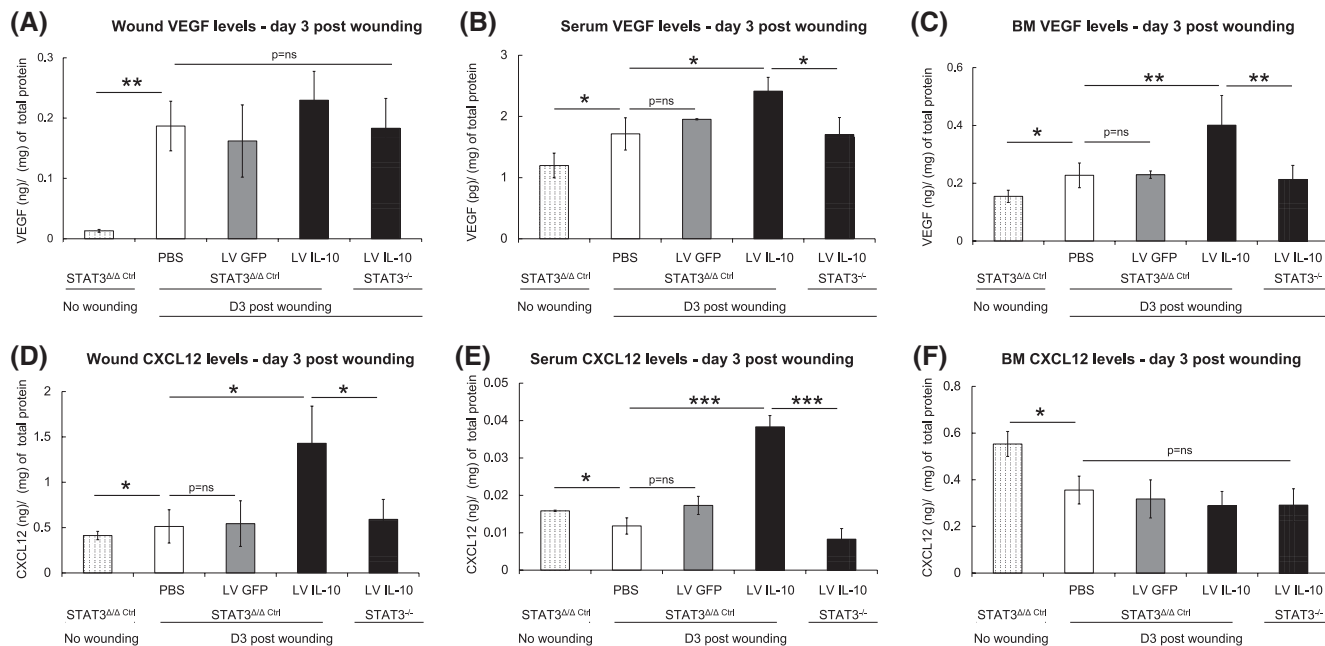 (A) Wound VEGF levels - day 3 post wounding
VEGF (ng)/ (mg) of total protein
0,3
0,2
0,1
0
**
p=ns
PBS LV GFP LV IL-10 LV IL-10
STAT3Δ/Δ Ctrl STAT3Δ/Δ Ctrl STAT3-/-
No wounding D3 post wounding
(B) Serum VEGF levels - day 3 post wounding
VEGF (pg)/ (mg) of total protein
3
2
1
0
*
p=ns
*
*
PBS LV GFP LV IL-10 LV IL-10
STAT3Δ/Δ Ctrl STAT3Δ/Δ Ctrl STAT3-/-
No wounding D3 post wounding
(C) BM VEGF levels - day 3 post wounding
VEGF (ng)/ (mg) of total protein
0.6
0.4
0.2
0
*
p=ns
**
**
PBS LV GFP LV IL-10 LV IL-10
STAT3Δ/Δ Ctrl STAT3Δ/Δ Ctrl STAT3-/-
No wounding D3 post wounding
(D) Wound CXCL12 levels - day 3 post wounding
CXCL12 (ng)/ (mg) of total protein
2
1.5
1
0.5
0
*
p=ns
*
*
PBS LV GFP LV IL-10 LV IL-10
STAT3Δ/Δ Ctrl STAT3Δ/Δ Ctrl STAT3-/-
No wounding D3 post wounding
(E) Serum CXCL12 levels - day 3 post wounding
CXCL12 (ng)/ (mg) of total protein
0.05
0.04
0.03
0.02
0.01
0
*
p=ns
***
***
PBS LV GFP LV IL-10 LV IL-10
STAT3Δ/Δ Ctrl STAT3Δ/Δ Ctrl STAT3-/-
No wounding D3 post wounding
(F) BM CXCL12 levels - day 3 post wounding
CXCL12 (ng)/ (mg) of total protein
0.8
0.6
0.4
0.2
0
*
p=ns
PBS LV GFP LV IL-10 LV IL-10
STAT3Δ/Δ Ctrl STAT3Δ/Δ Ctrl STAT3-/-
No wounding D3 post wounding